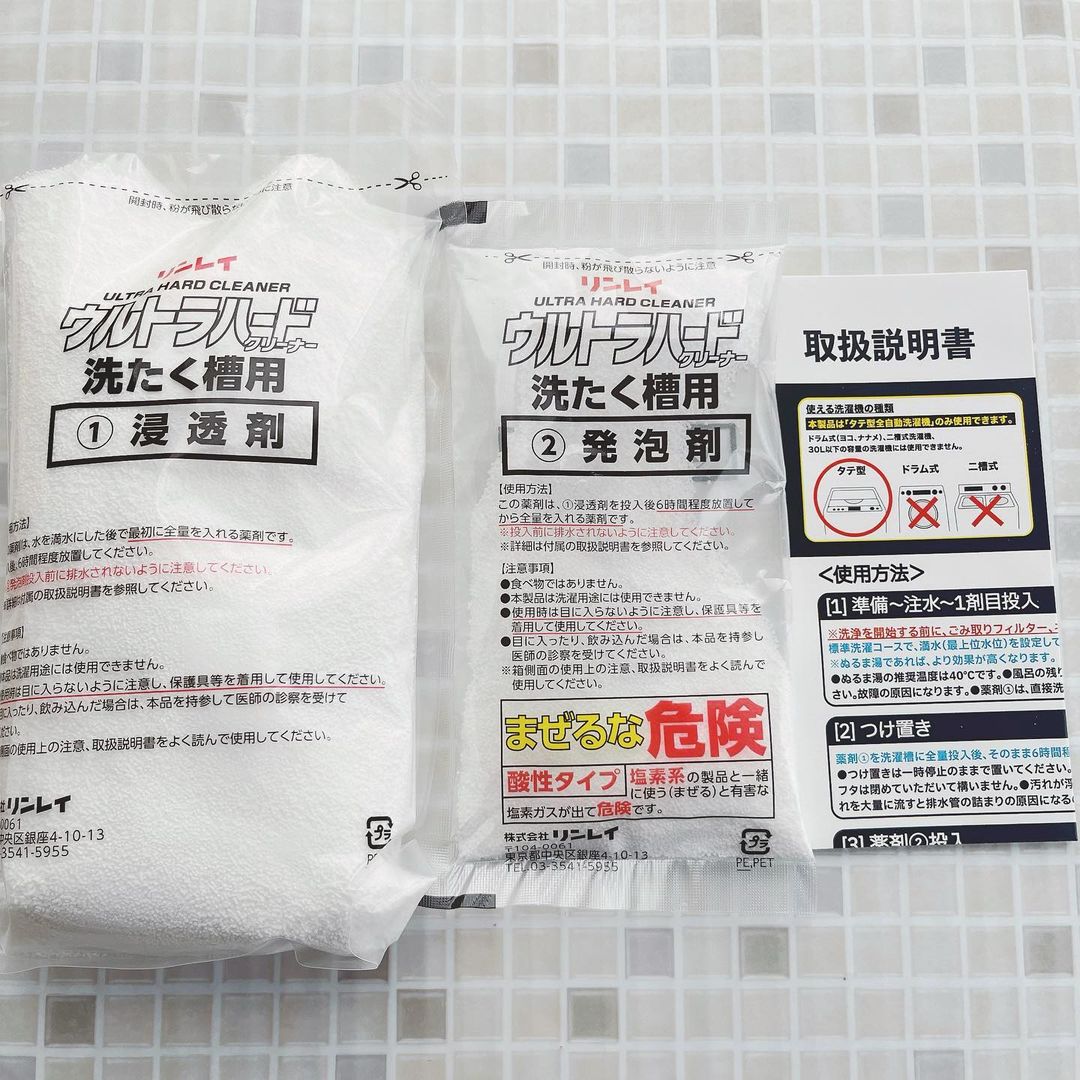 開封時、粉が飛び散らな
に注意
リンレイ
ULTRA HARD CLEANER
ウルトラハード
クリーナー
洗たく槽用
①浸透剤
用方法】
薬剤は、水を満水にした後で最初に全量を入れる薬剤です。
後、6時間程度放置してください。
投入前に排水されないように注意してください。
付属の取扱説明書を参照してください。
注意事項】
食べ物ではありません。
品は洗濯用途には使用できません。
用時は目に入らないように注意し、保護具等を着用して使用してください。
目に入ったり、飲み込んだ場合は、本品を持参して医師の診察を受けて
側面の使用上の注意、取扱説明書をよく読んで使用してください。
社リンレイ
0061
中央区銀座4-10-13
-3541-5955
プラ
開封時、粉が飛び散らないように注意
リンレイ
ULTRA HARD CLEANER
ウルトラハード
クリーナー
洗たく槽用
②発泡剤
【使用方法】
この薬剤は、①浸透剤を投入後6時間程度放置して
から全量を入れる薬剤です。
※投入前に排水されないように注意してください。
※詳細は付属の取扱説明書を参照してください。
【注意事項】
●食べ物ではありません。
●本製品は洗濯用途には使用できません。
●使用時は目に入らないように注意し、保護具等を
着用して使用してください。
●目に入ったり、飲み込んだ場合は、本品を持参し
医師の診察を受けてください。
※箱側面の使用上の注意、取扱説明書をよく読んで
使用してください。
まぜるな危険
酸性タイプ
塩素系の製品と一緒
に使う(まぜる)と有害な
塩素ガスが出て危険です。
株式会社リンレイ
〒104-0061
東京都中央区銀座4-10-13
TEL.03-3541-5955
プラ
PE,PET
取扱説明書
使える洗濯機の種類
本製品は「タテ型全自動洗濯機」のみ使用できます。
ドラム式(ヨコ、ナナメ)、二槽式洗濯機、
30L以下の容量の洗濯機には使用できません。
タテ型
ドラム式
二槽式
<使用方法>
[1] 準備~注水~1剤目投入
※洗浄を開始する前に、ごみ取りフィルター、
標準洗濯コースで、満水(最上位水位)を設定して
※ぬるま湯であれば、より効果が高くなります。
●ぬるま湯の推奨温度は40℃です。●風呂の残り
さい。故障の原因になります。●薬剤①は、直接洗
[2] つけ置き
薬剤①を洗濯槽に全量投入後、そのまま6時間程
●つけ置きは一時停止のままで置いてください。
フタは閉めていただいて構いません。●汚れが浮
れを大量に流すと排水管の詰まりの原因になる
[3] 薬剤②投入